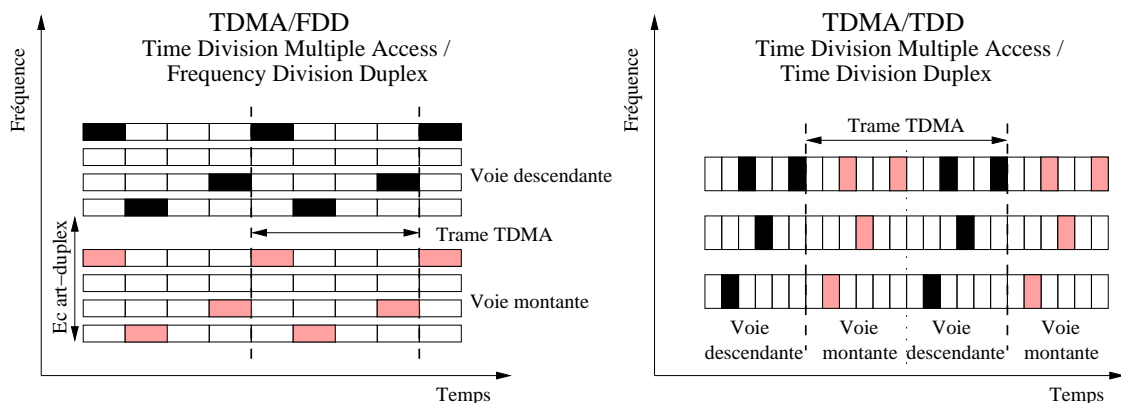 TDMA/FDD
Time Division Multiple Access /
Frequency Division Duplex
Fréquence
Voie descendante
Trame TDMA
Ec art-duplex
Voie montante
Temps
TDMA/TDD
Time Division Multiple Access /
Time Division Duplex
Fréquence
Trame TDMA
Voie descendante
Voie montante
Voie descendante
Voie montante
Temps